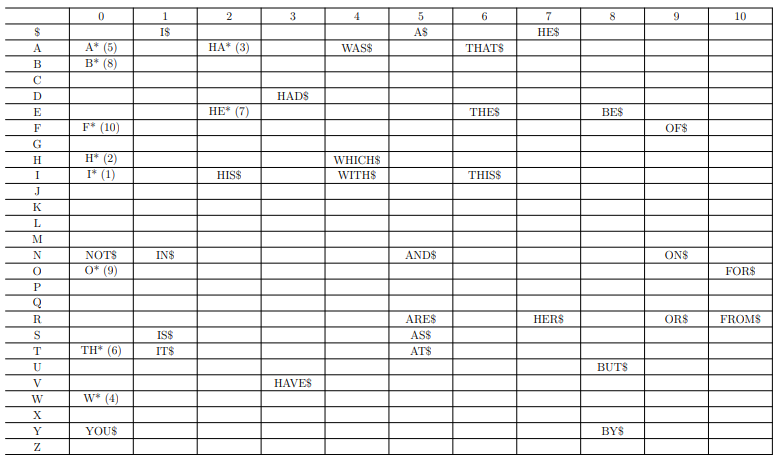 0 1 2 3 4 5 6 7 8 9 10
$ I$ A$ HE$
A A* (5) HA* (3) WAS$ THAT$
B B* (8)
C
D HAD$
E HE* (7) THE$ BE$
F F* (10) OF$
G
H H* (2) WHICH$
I I* (1) HIS$ WITH$ THIS$
J
K
L
M
N NOT$ IN$ AND$ ON$
O O* (9) FOR$
P
Q
R ARE$ HER$ OR$ FROM$
S IS$ AS$
T TH* (6) IT$ AT$
U BUT$
V HAVE$
W W* (4)
X
Y YOU$ BY$
Z